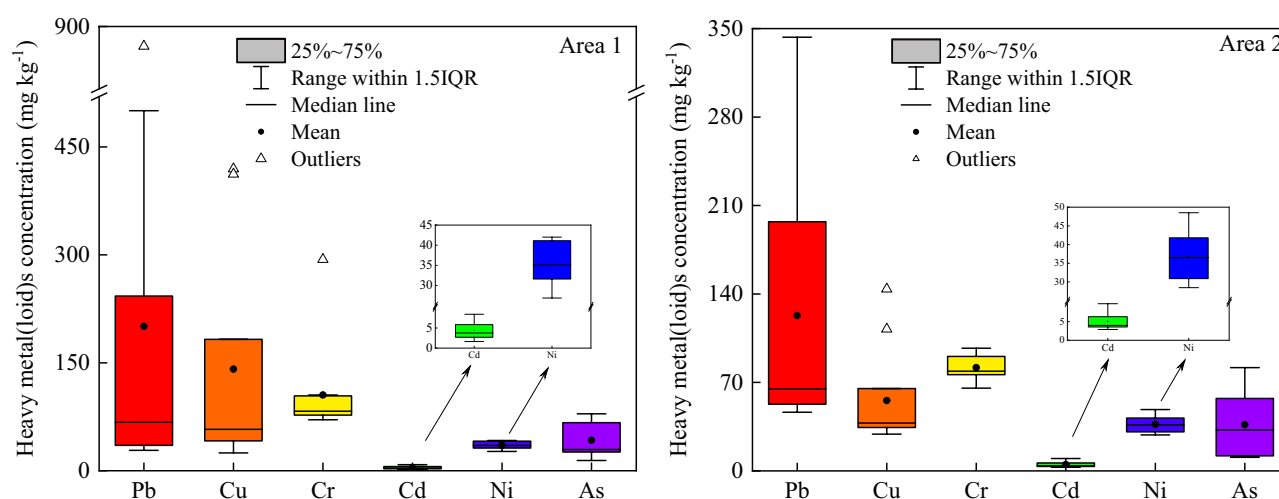 Heavy metal(loid)s concentration (mg kg⁻¹)
900
450
300
150
0
Area 1
25%~75%
Range within 1.5IQR
Median line
Mean
Outliers
45
40
35
30
5
0
Cd
Ni
Pb Cu Cr Cd Ni As
Heavy metal(loid)s concentration (mg kg⁻¹)
350
280
210
140
70
0
Area 2
25%~75%
Range within 1.5IQR
Median line
Mean
Outliers
50
45
40
35
30
5
0
Cd
Ni
Pb Cu Cr Cd Ni As